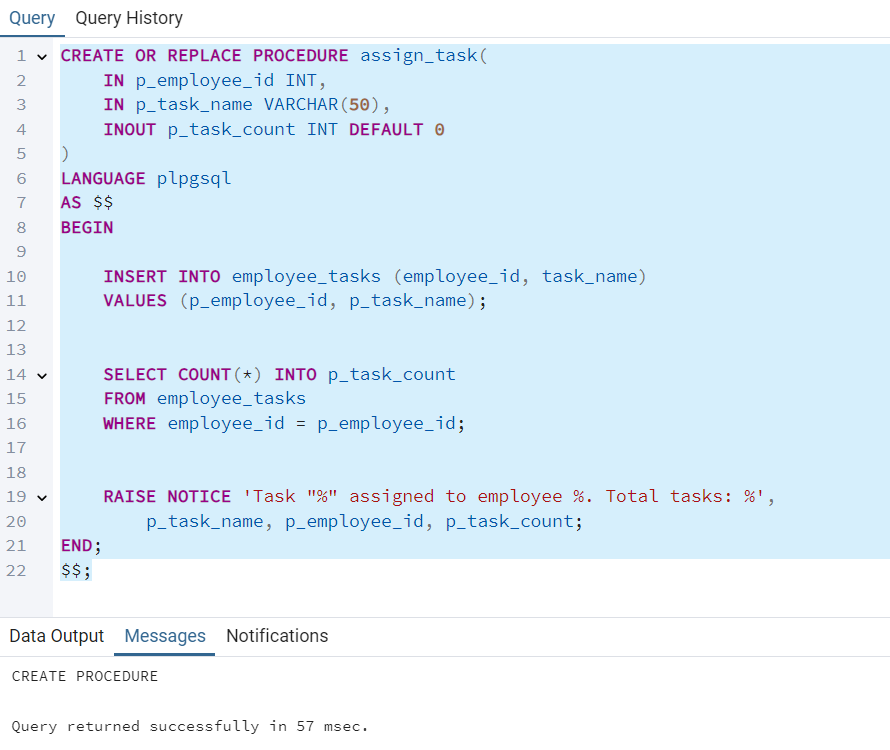 Query Query History
1 CREATE OR REPLACE PROCEDURE assign_task(
2     IN p_employee_id INT,
3     IN p_task_name VARCHAR(50),
4     INOUT p_task_count INT DEFAULT 0
5 )
6 LANGUAGE plpgsql
7 AS $$
8 BEGIN
9
10     INSERT INTO employee_tasks (employee_id, task_name)
11     VALUES (p_employee_id, p_task_name);
12
13
14     SELECT COUNT(*) INTO p_task_count
15     FROM employee_tasks
16     WHERE employee_id = p_employee_id;
17
18
19     RAISE NOTICE 'Task "%" assigned to employee %. Total tasks: %',
20         p_task_name, p_employee_id, p_task_count;
21 END;
22 $$;
Data Output Messages Notifications
CREATE PROCEDURE
Query returned successfully in 57 msec.